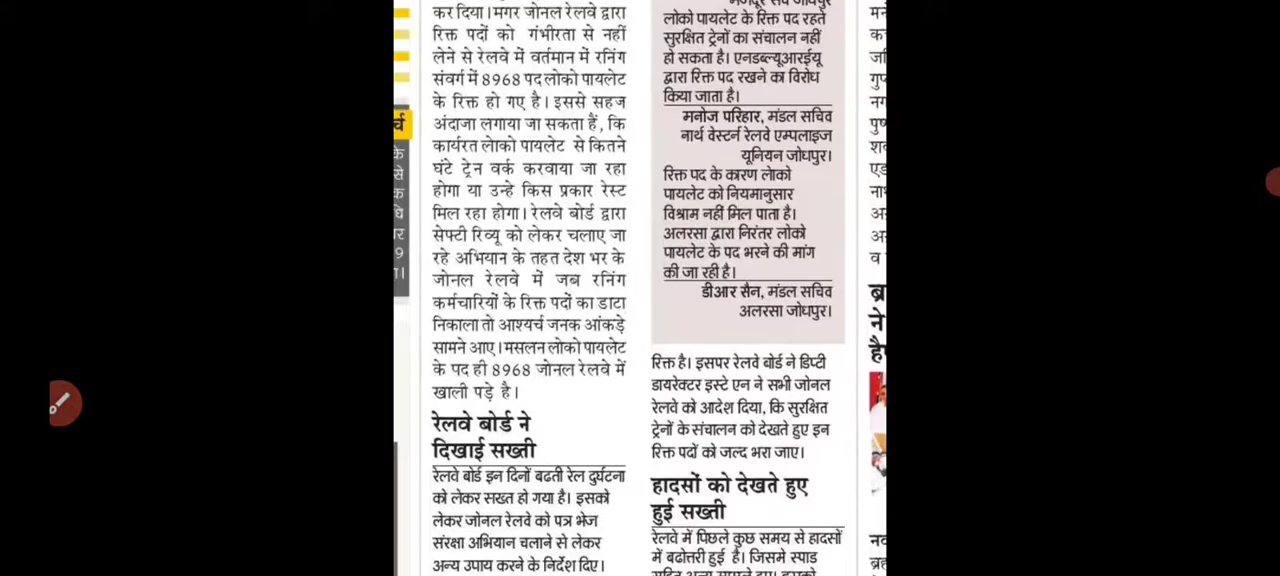 कर दिया। मगर जोनल रेलवे द्वारा
रिक्त पदों को गंभीरता से नहीं
लेने से रेलवे में वर्तमान में रनिंग
संवर्ग में 8968 पद लोको पायलेट
के रिक्त हो गए है। इससे सहज
अंदाजा लगाया जा सकता हैं, कि
कार्यरत लेाको पायलेट से कितने
घंटे ट्रेन वर्क करवाया जा रहा
होगा या उन्हे किस प्रकार रेस्ट
मिल रहा होगा। रेलवे बोर्ड द्वारा
सेफ्टी रिव्यू को लेकर चलाए जा
रहे अभियान के तहत देश भर के
जोनल रेलवे में जब रनिंग
कर्मचारियों के रिक्त पदों का डाटा
निकाला तो आश्यर्च जनक आंकड़े
सामने आए। मसलन लोको पायलेट
के पद ही 8968 जोनल रेलवे में
खाली पड़े है।
रेलवे बोर्ड ने
दिखाई सख्ती
रेलवे बोर्ड इन दिनों बढती रेल दुर्घटना
को लेकर सख्त हो गया है। इसको
लेकर जोनल रेलवे को पत्र भेज
संरक्षा अभियान चलाने से लेकर
अन्य उपाय करने के निर्देश दिए।
मजदूर संघ जोधपुर
लोको पायलेट के रिक्त पद रहते
सुरक्षित ट्रेनों का संचालन नहीं
हो सकता है। एनडब्ल्यूआरईयू
द्वारा रिक्त पद रखने का विरोध
किया जाता है।
मनोज परिहार, मंडल सचिव
नार्थ वेस्टर्न रेलवे एम्पलाइज
यूनियन जोधपुर।
रिक्त पद के कारण लेाको
पायलेट को नियमानुसार
विश्राम नहीं मिल पाता है।
अलरसा द्वारा निरंतर लोको
पायलेट के पद भरने की मांग
की जा रही है।
डीआर सैन, मंडल सचिव
अलरसा जोधपुर।
रिक्त है। इसपर रेलवे बोर्ड ने डिप्टी
डायरेक्टर इस्टे एन ने सभी जोनल
रेलवे को आदेश दिया, कि सुरक्षित
ट्रेनों के संचालन को देखते हुए इन
रिक्त पदों को जल्द भरा जाए।
हादसों को देखते हुए
हुई सख्ती
रेलवे में पिछले कुछ समय से हादसों
में बढोत्तरी हुई है। जिसमे स्पाड